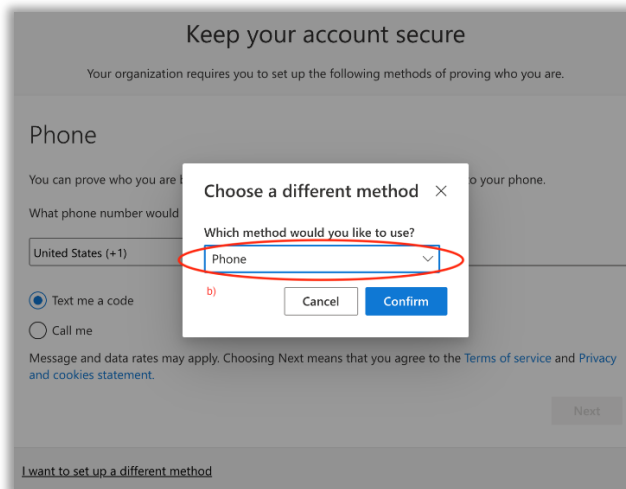 Keep your account secure
Your organization requires you to set up the following methods of proving who you are.
Phone
You can prove who you are
to your phone.
What phone number would
United States (+1)
Text me a code
Call me
Message and data rates may apply. Choosing Next means that you agree to the Terms of service and Privacy
and cookies statement.
Next
I want to set up a different method
Choose a different method
Which method would you like to use?
Phone
b)
Cancel
Confirm